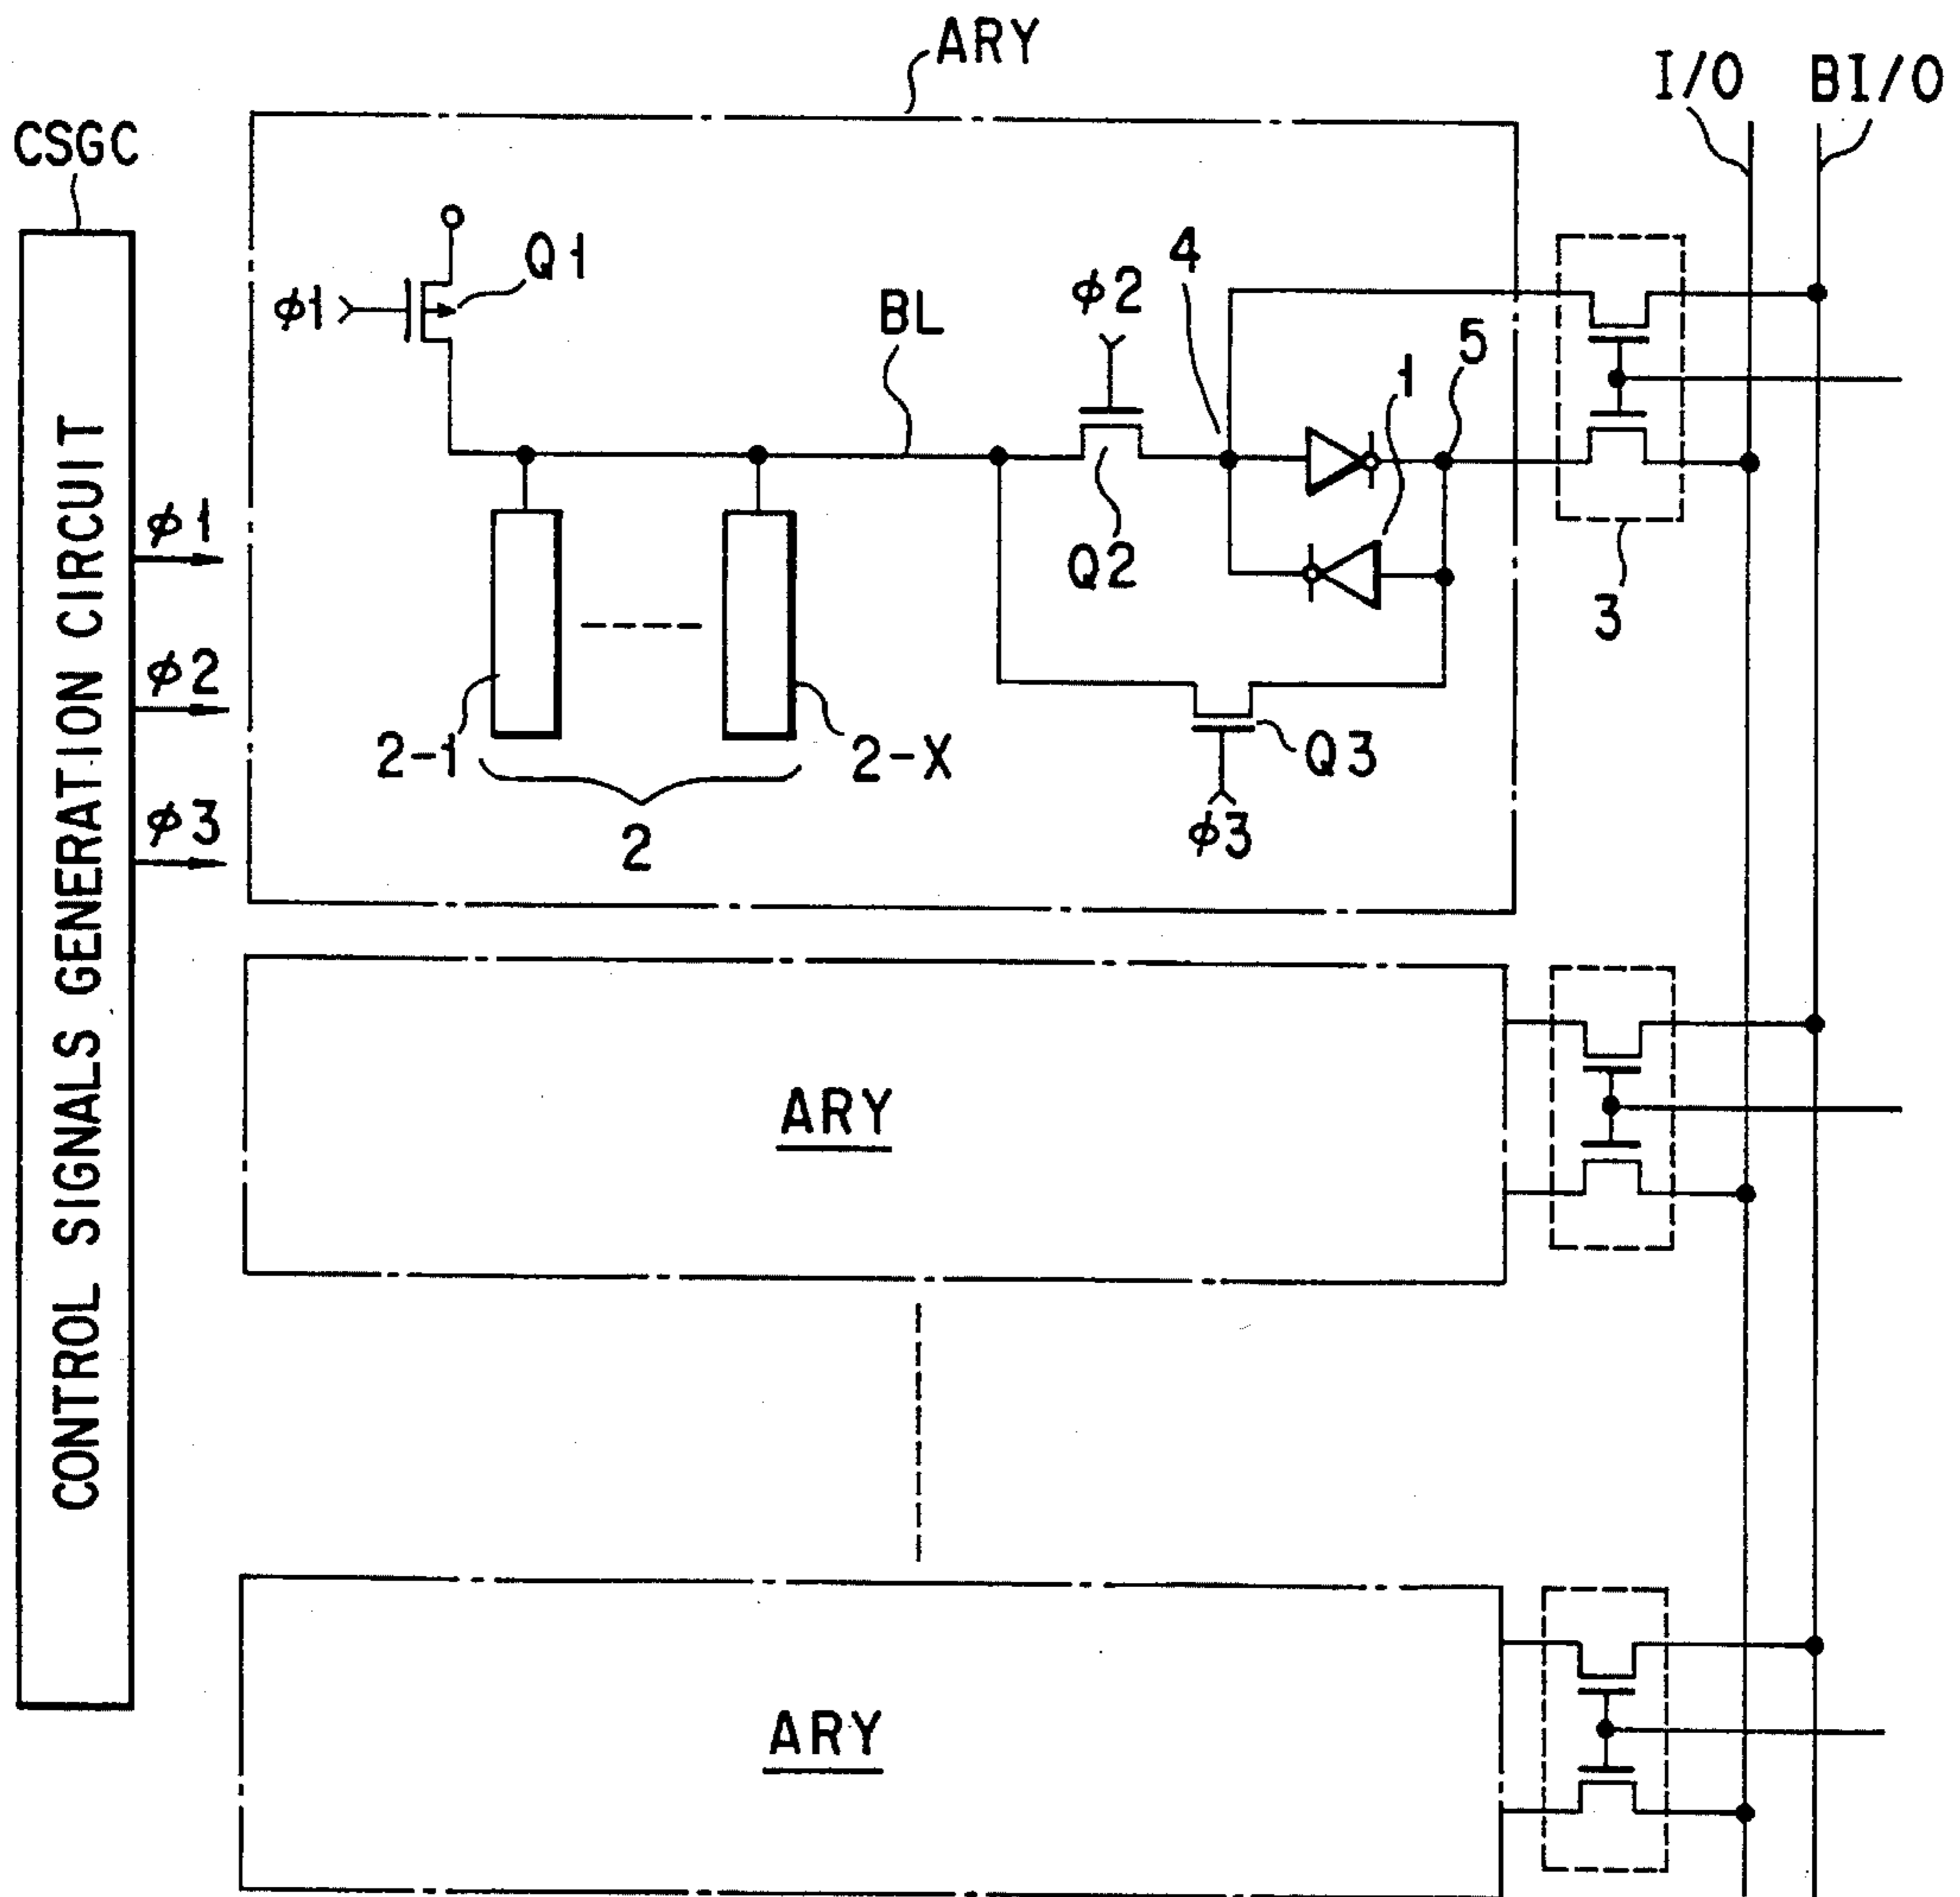 ARY
I/O BI/O
CSGC
CONTROL SIGNALS GENERATION CIRCUIT
φ1
φ2
φ3
φ1
Q1
BL
φ2
4
5
1
Q2
3
2-1
2-X
2
Q3
φ3
ARY
ARY